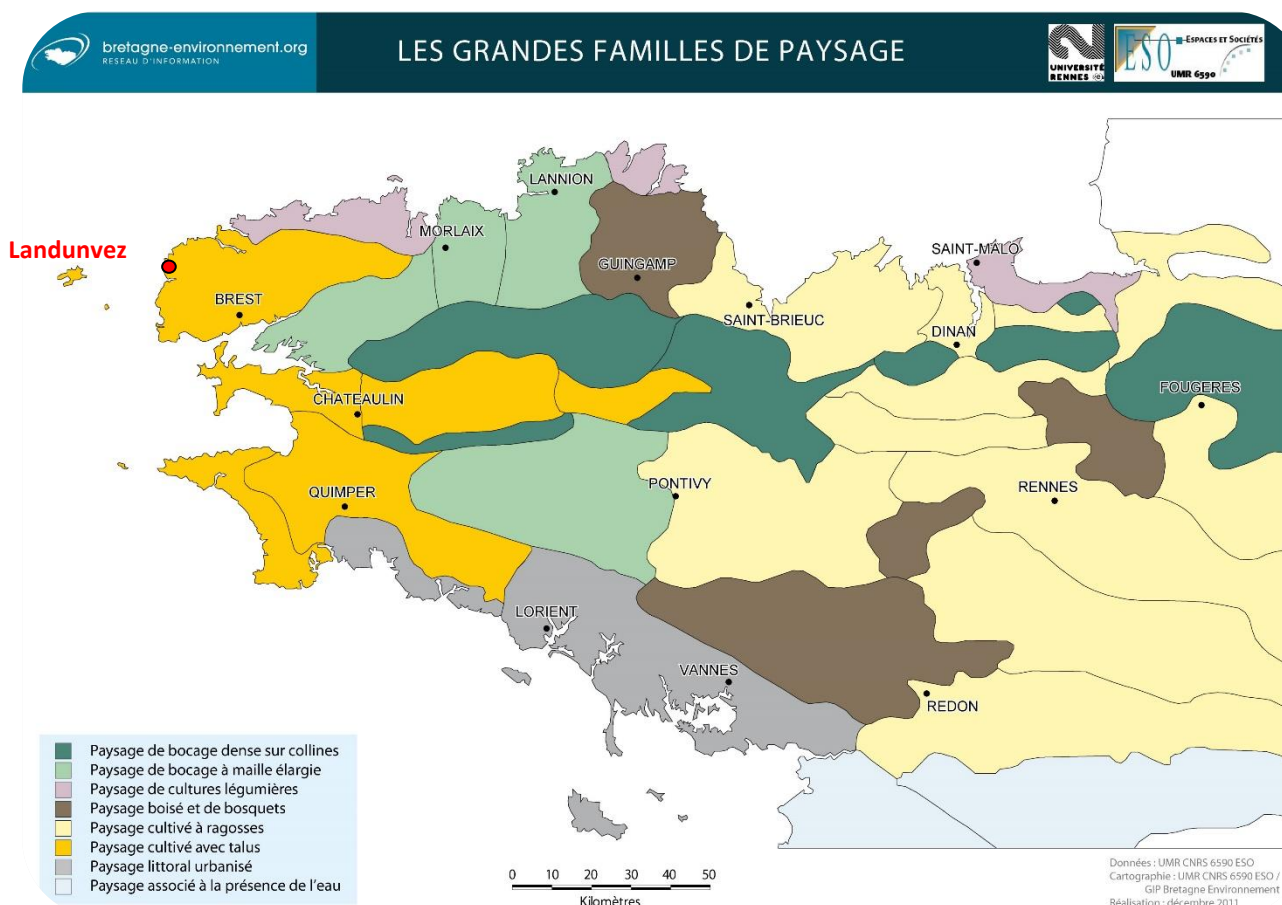 bretagne-environnement.org
RESEAU D'INFORMATION
LES GRANDES FAMILLES DE PAYSAGE
UNIVERSITÉ
RENNES
ESO
ESPACES ET SOCIÉTÉS
UMR 6590
LANNION
Landunvez
MORLAIX
SAINT-MALO
GUINGAMP
BREST
SAINT-BRIEUC
DINAN
CHATEAULIN
FOUGERES
PONTIVY
RENNES
QUIMPER
LORIENT
VANNES
REDON
Paysage de bocage dense sur collines
Paysage de bocage à maille élargie
Paysage de cultures légumières
Paysage boisé et de bosquets
Paysage cultivé à ragosses
Paysage cultivé avec talus
Paysage littoral urbanisé
Paysage associé à la présence de l'eau
0 10 20 30 40 50
Kilomètres
Données : UMR CNRS 6590 ESO
Cartographie : UMR CNRS 6590 ESO /
GIP Bretagne Environnement
Réalisation : décembre 2011